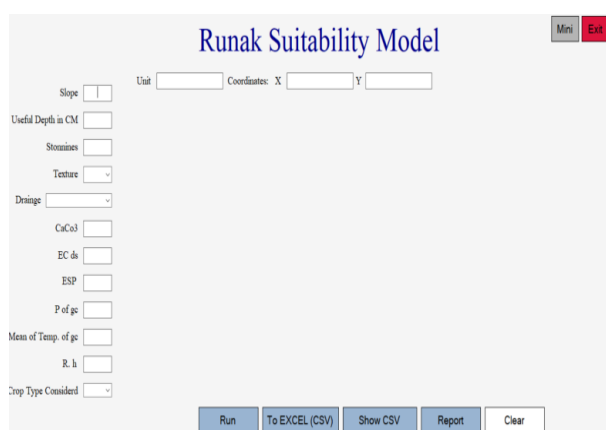 Runak Suitability Model
Mini Exit
Unit Coordinates: X Y
Slope
Useful Depth in CM
Stonnines
Texture
Drainge
CaCo3
EC ds
ESP
P of gc
Mean of Temp. of gc
R. h
Crop Type Considerd
Run To EXCEL (CSV) Show CSV Report Clear